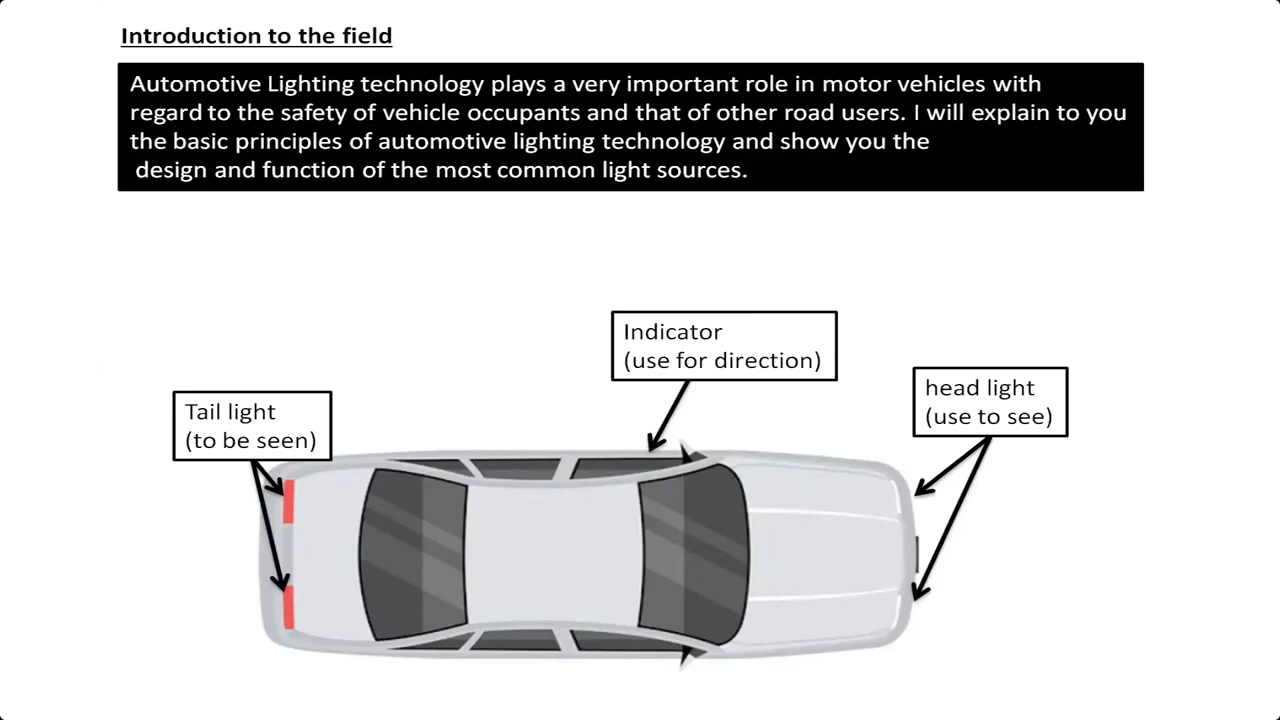 Introduction to the field
Automotive Lighting technology plays a very important role in motor vehicles with
regard to the safety of vehicle occupants and that of other road users. I will explain to you
the basic principles of automotive lighting technology and show you the
design and function of the most common light sources.
Indicator
(use for direction)
head light
(use to see)
Tail light
(to be seen)